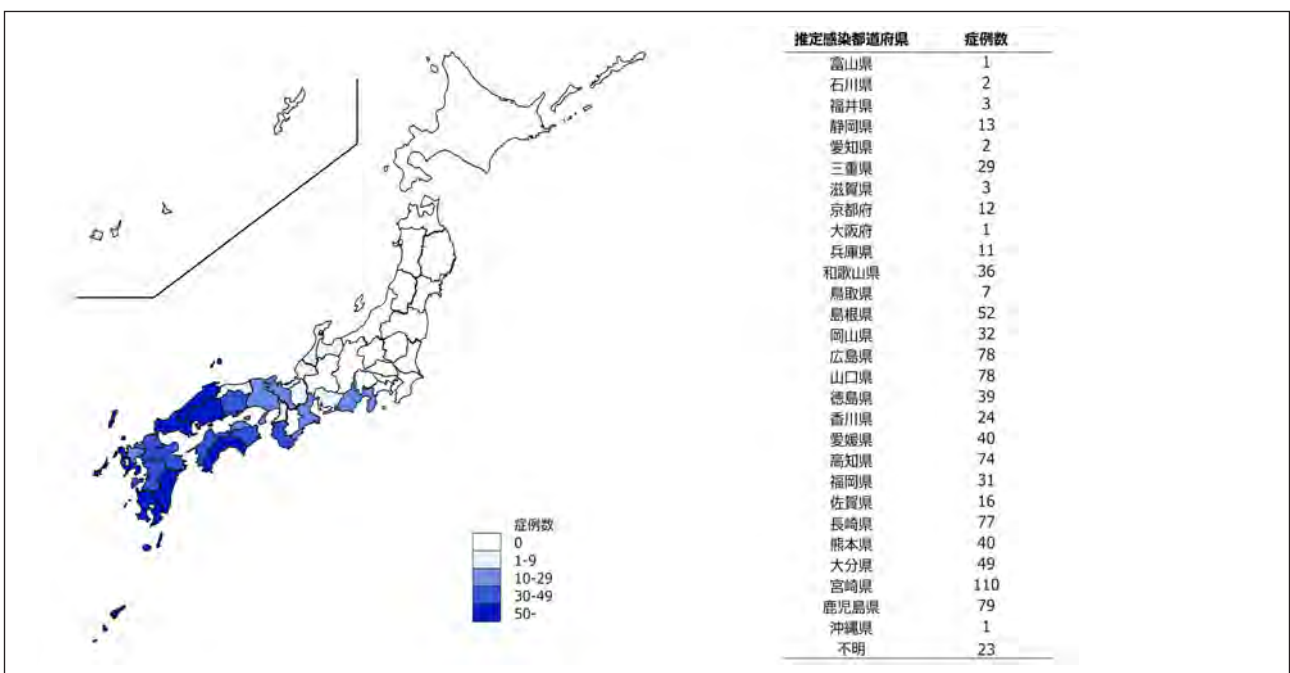 症例数
0
1-9
10-29
30-49
50-
推定感染都道府県 症例数
富山県 1
石川県 2
福井県 3
静岡県 13
愛知県 2
三重県 29
滋賀県 3
京都府 12
大阪府 1
兵庫県 11
和歌山県 36
鳥取県 7
島根県 52
岡山県 32
広島県 78
山口県 78
徳島県 39
香川県 24
愛媛県 40
高知県 74
福岡県 31
佐賀県 16
長崎県 77
熊本県 40
大分県 49
宮崎県 110
鹿児島県 79
沖縄県 1
不明 23